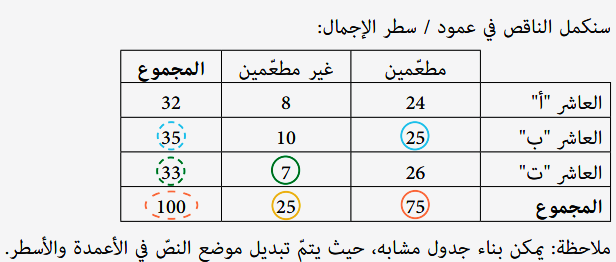 سنكمل الناقص في عمود / سطر الإجمال:
مطعّمين غير مطعّمين المجموع
العاشر "أ" 24 8 32
العاشر "ب" 25 10 35
العاشر "ت" 26 7 33
المجموع 75 25 100
ملاحظة: يمكن بناء جدول مشابه، حيث يتمّ تبديل موضع النصّ في الأعمدة والأسطر.